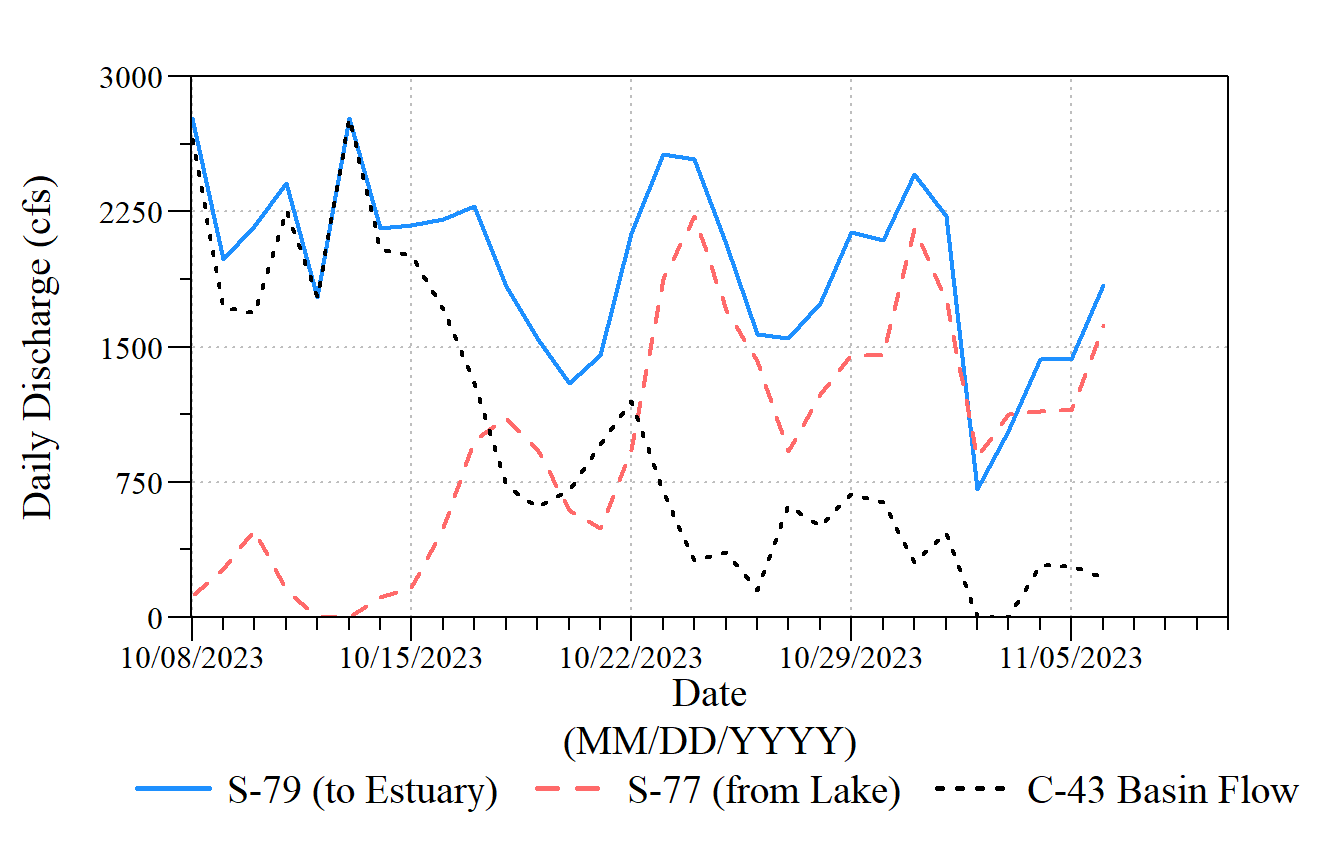 3000
2250
1500
750
0
Daily Discharge (cfs)
10/08/2023 10/15/2023 10/22/2023 10/29/2023 11/05/2023
Date
(MM/DD/YYYY)
S-79 (to Estuary) S-77 (from Lake) C-43 Basin Flow